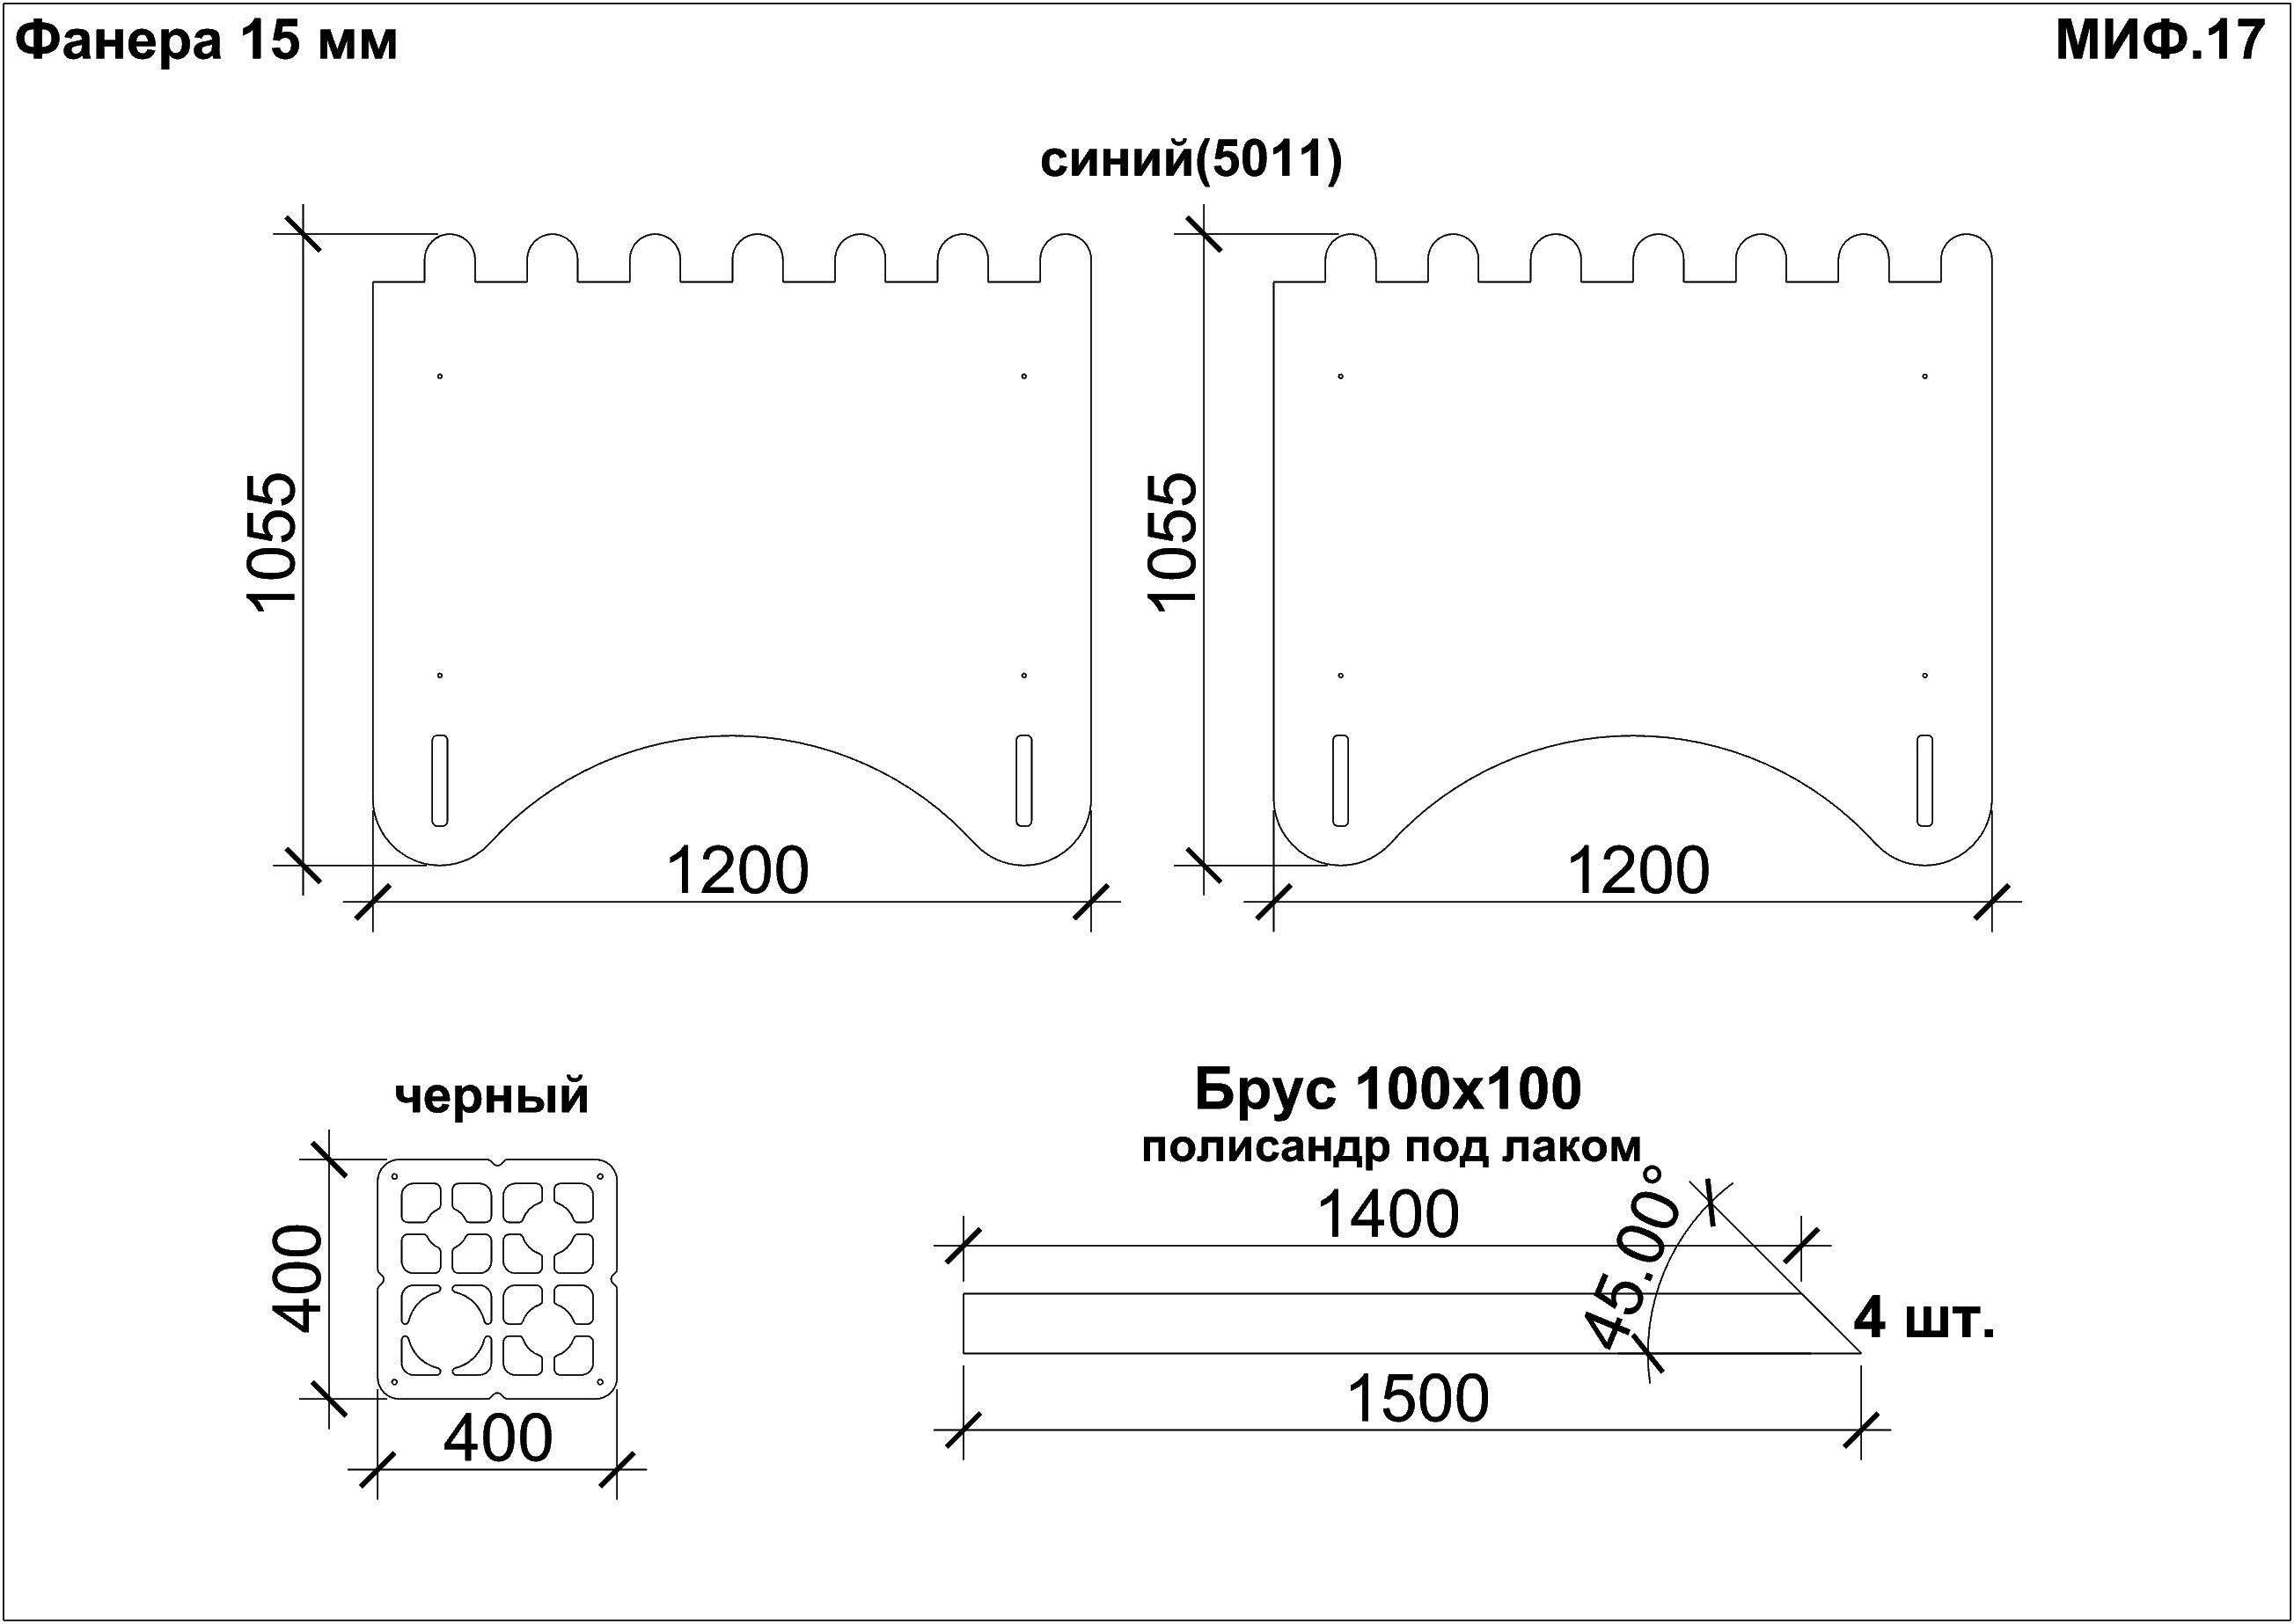 Фанера 15 мм
МИФ.17
синий(5011)
1055
1055
1200
1200
черный
400
400
Брус 100х100
полисандр под лаком
1400
45.00°
4 шт.
1500